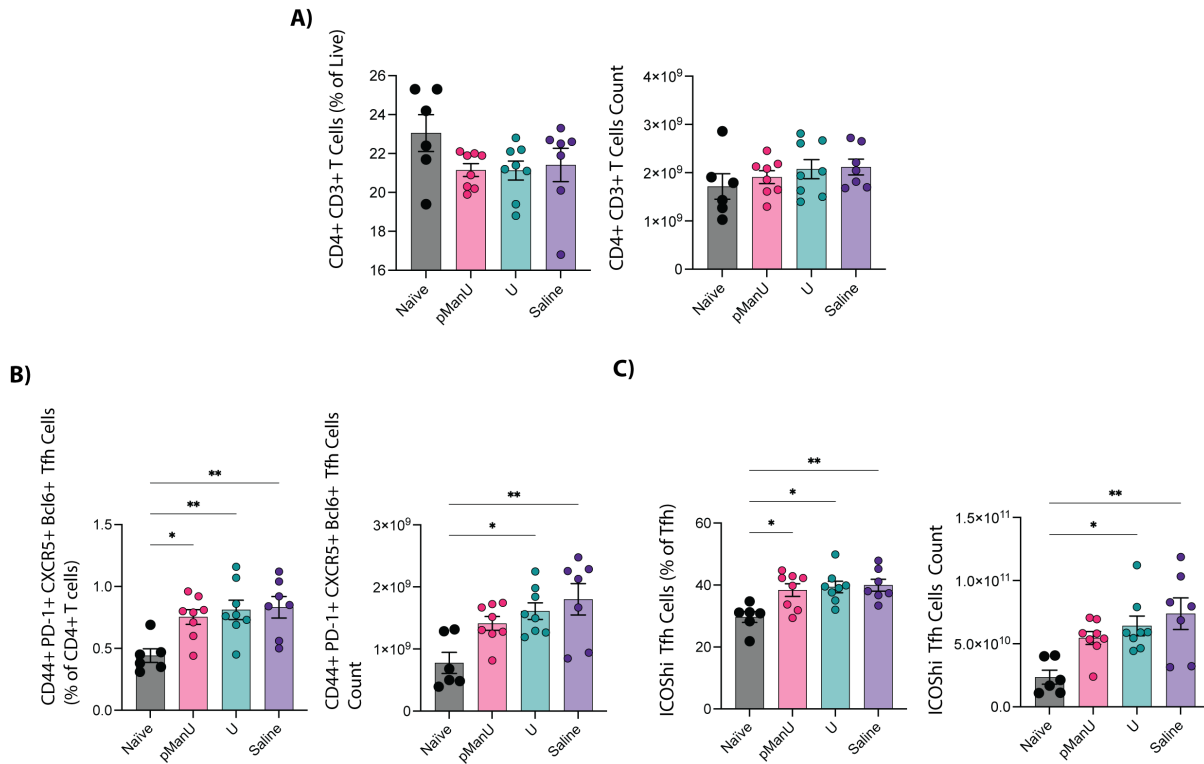 A)
CD4+ CD3+ T Cells (% of Live)
26
24
22
20
18
16
Naïve
pManU
U
Saline
CD4+ CD3+ T Cells Count
4×10⁹
3×10⁹
2×10⁹
1×10⁹
0
Naïve
pManU
U
Saline
B)
CD44+ PD-1+ CXCR5+ Bcl6+ Tfh Cells
(% of CD4+ T cells)
1.5
1.0
0.5
0.0
*
**
**
Naïve
pManU
U
Saline
CD44+ PD-1+ CXCR5+ Bcl6+ Tfh Cells
Count
3×10⁹
2×10⁹
1×10⁹
0
*
**
Naïve
pManU
U
Saline
C)
ICOShi Tfh Cells (% of Tfh)
60
40
20
0
*
*
**
Naïve
pManU
U
Saline
ICOShi Tfh Cells Count
1.5×10¹¹
1.0×10¹¹
5.0×10¹⁰
0.0
*
**
Naïve
pManU
U
Saline